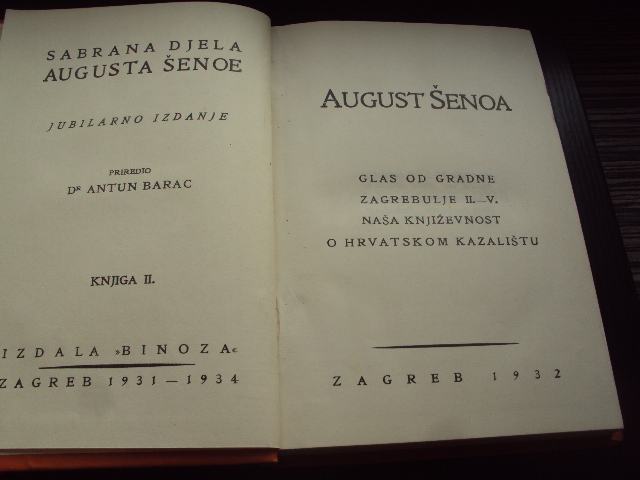 SABRANA DJELA
AUGUSTA ŠENOE
JUBILARNO IZDANJE
PRIREDIO
DR ANTUN BARAC
KNJIGA II.
IZDALA »BINOZA«
ZAGREB 1931—1934
AUGUST ŠENOA
GLAS OD GRADNE
ZAGREBULJE II.—V.
NAŠA KNJIŽEVNOST
O HRVATSKOM KAZALIŠTU
ZAGREB 1932